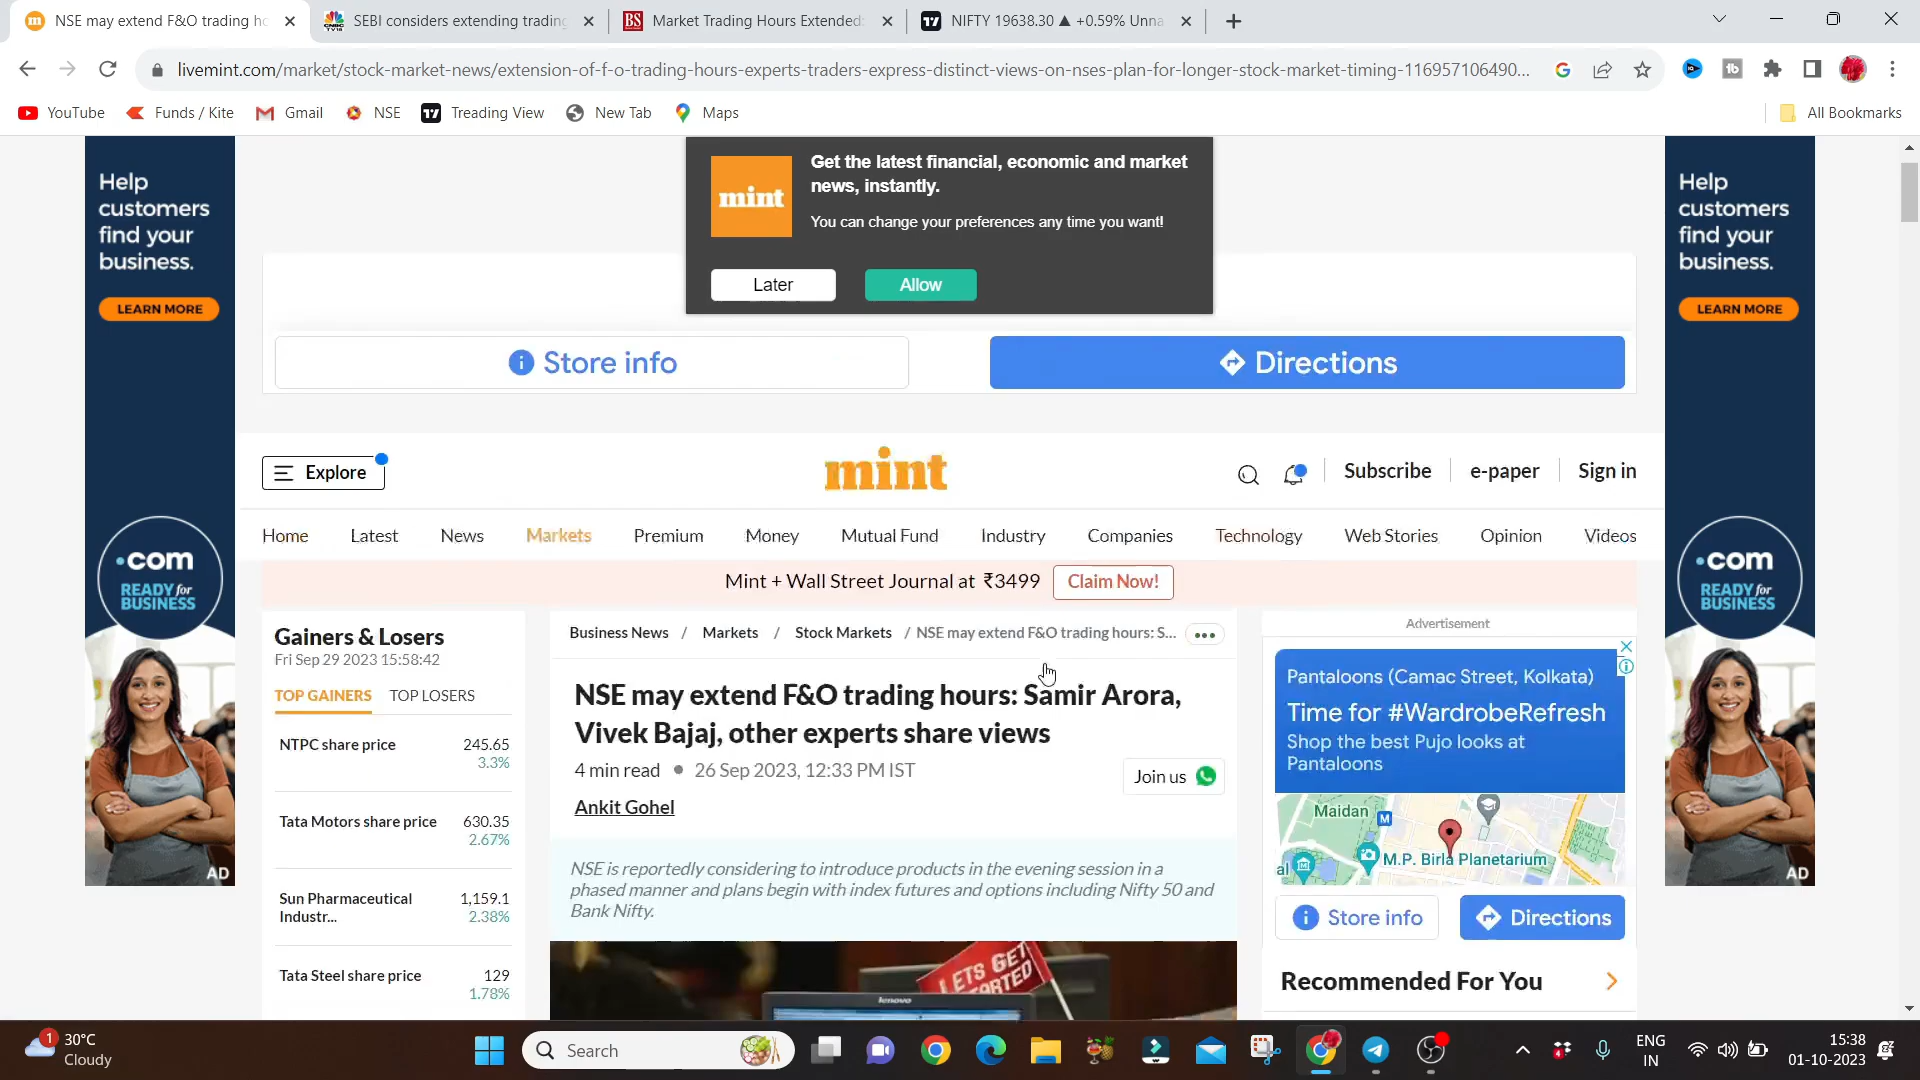 NSE may extend F&O trading ho
SEBI considers extending trading
BS
Market Trading Hours Extended:
NIFTY 19638.30 ▲ +0.59% Unna
livemint.com/market/stock-market-news/extension-of-f-o-trading-hours-experts-traders-express-distinct-views-on-nses-plan-for-longer-stock-market-timing-116957106490...
YouTube
Funds / Kite
Gmail
NSE
Treading View
New Tab
Maps
All Bookmarks
Help
customers
find your
business.
LEARN MORE
.com
READY for
BUSINESS
AD
mint
Get the latest financial, economic and market
news, instantly.
You can change your preferences any time you want!
Later
Allow
Store info
Directions
Explore
mint
Subscribe
e-paper
Sign in
Home
Latest
News
Markets
Premium
Money
Mutual Fund
Industry
Companies
Technology
Web Stories
Opinion
Videos
Mint + Wall Street Journal at ₹3499
Claim Now!
Gainers & Losers
Fri Sep 29 2023 15:58:42
TOP GAINERS
TOP LOSERS
NTPC share price
245.65
3.3%
Tata Motors share price
630.35
2.67%
Sun Pharmaceutical
Industr...
1,159.1
2.38%
Tata Steel share price
129
1.78%
Business News / Markets / Stock Markets / NSE may extend F&O trading hours: S...
NSE may extend F&O trading hours: Samir Arora,
Vivek Bajaj, other experts share views
4 min read • 26 Sep 2023, 12:33 PM IST
Join us
Ankit Gohel
NSE is reportedly considering to introduce products in the evening session in a
phased manner and plans begin with index futures and options including Nifty 50 and
Bank Nifty.
LETS GET
STARTED
lenovo
Advertisement
Pantaloons (Camac Street, Kolkata)
Time for #WardrobeRefresh
Shop the best Pujo looks at
Pantaloons
Maidan
M
al
M.P. Birla Planetarium
Store info
Directions
Recommended For You
Help
customers
find your
business.
LEARN MORE
.com
READY for
BUSINESS
AD
1
30°C
Cloudy
Search
ENG
IN
15:38
01-10-2023